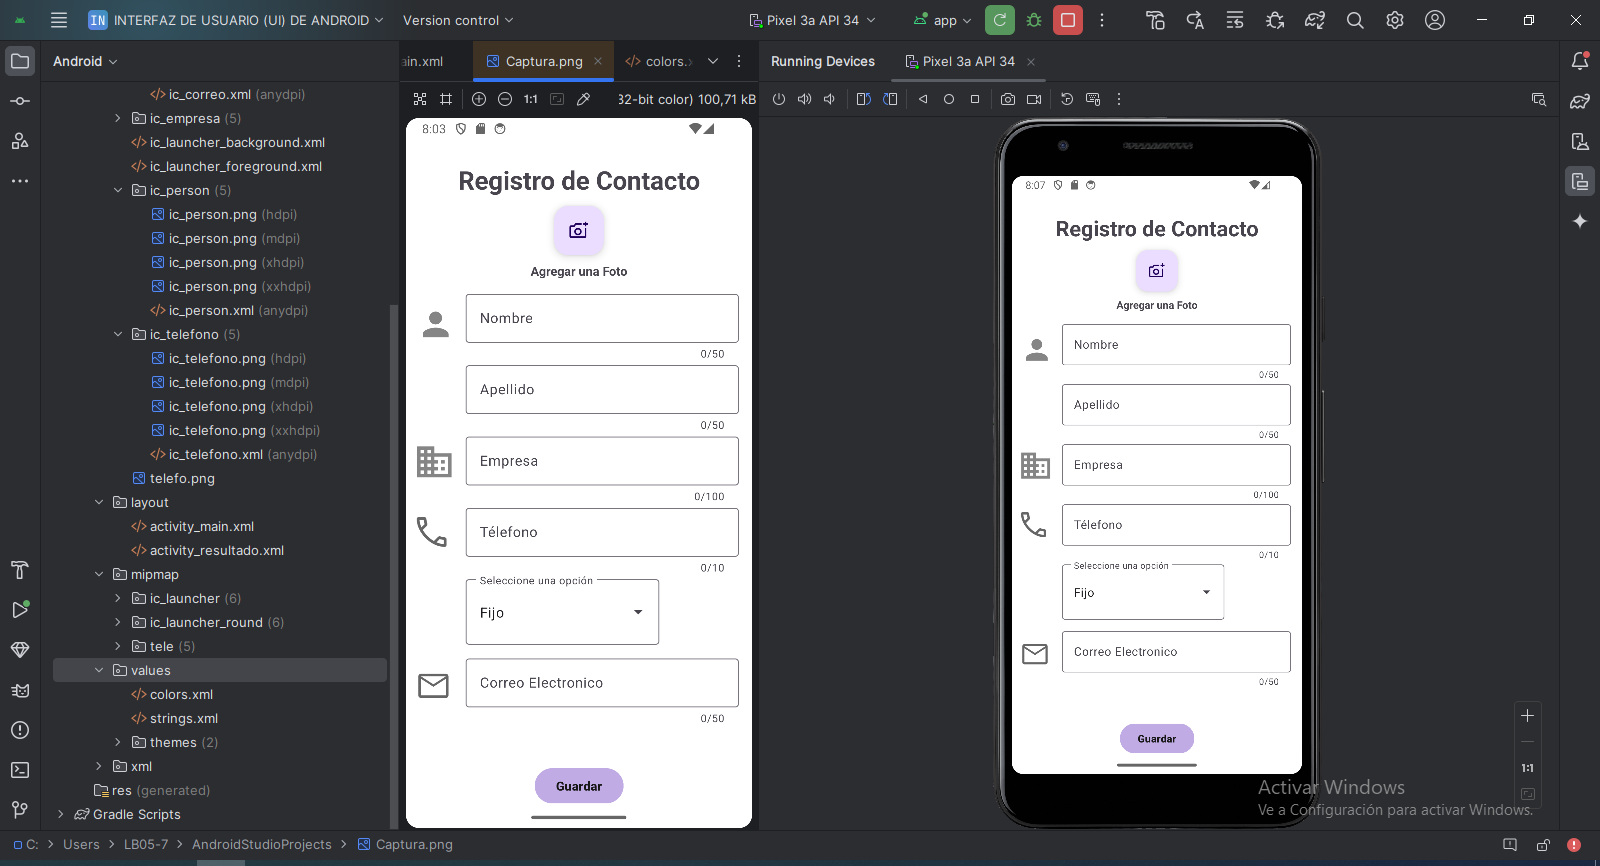 IN INTERFAZ DE USUARIO (UI) DE ANDROID
Version control
Pixel 3a API 34
app
Android
ain.xml
Captura.png
colors.x
Running Devices
Pixel 3a API 34
1:1
32-bit color) 100,71 kB
ic_correo.xml (anydpi)
ic_empresa (5)
ic_launcher_background.xml
ic_launcher_foreground.xml
ic_person (5)
ic_person.png (hdpi)
ic_person.png (mdpi)
ic_person.png (xhdpi)
ic_person.png (xxhdpi)
ic_person.xml (anydpi)
ic_telefono (5)
ic_telefono.png (hdpi)
ic_telefono.png (mdpi)
ic_telefono.png (xhdpi)
ic_telefono.png (xxhdpi)
ic_telefono.xml (anydpi)
telefo.png
layout
activity_main.xml
activity_resultado.xml
mipmap
ic_launcher (6)
ic_launcher_round (6)
tele (5)
values
colors.xml
strings.xml
themes (2)
xml
res (generated)
Gradle Scripts
8:03
Registro de Contacto
Agregar una Foto
Nombre
0/50
Apellido
0/50
Empresa
0/100
Télefono
0/10
Seleccione una opción
Fijo
Correo Electronico
0/50
Guardar
8:07
Registro de Contacto
Agregar una Foto
Nombre
0/50
Apellido
0/50
Empresa
0/100
Télefono
0/10
Seleccione una opción
Fijo
Correo Electronico
0/50
Guardar
1:1
Activar Windows
Ve a Configuración para activar Windows.
C: > Users > LB05-7 > AndroidStudioProjects > Captura.png